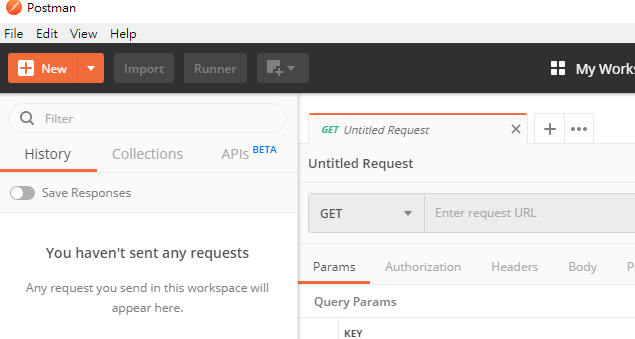 Postman
File Edit View Help
New Import Runner My Works
Filter
History Collections APIs BETA
Save Responses
You haven't sent any requests
Any request you send in this workspace will
appear here.
GET Untitled Request
Untitled Request
GET Enter request URL
Params Authorization Headers Body
Query Params
KEY